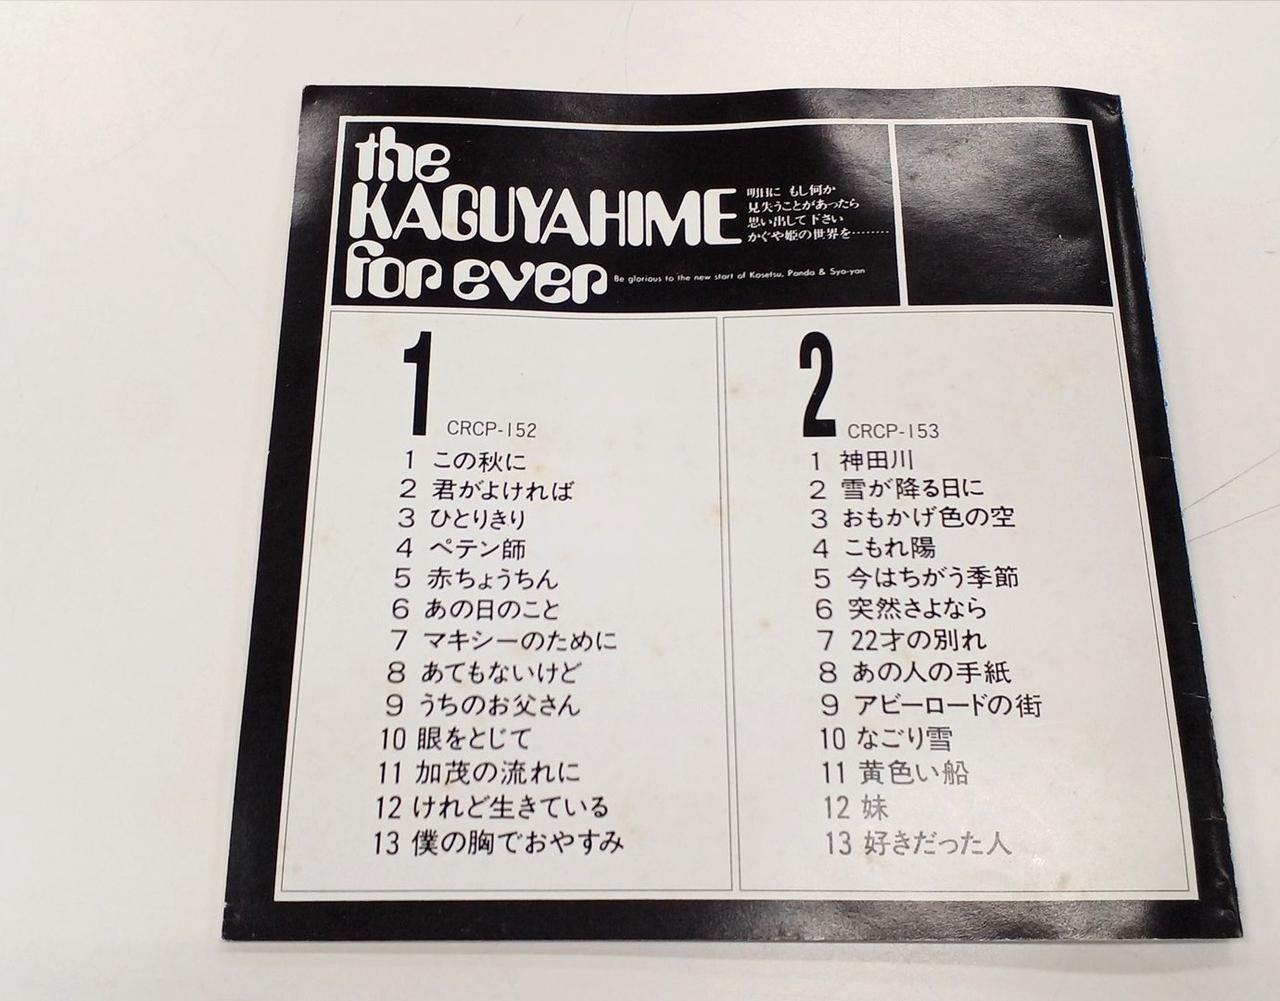 the
KAGUYAHIME
for ever
明日に もし何か
見失うことがあったら
思い出して下さい
かぐや姫の世界を‥‥‥‥
Be glorious to the new start of Kosetsu, Panda & Syo-yan
1
CRCP-152
1 この秋に
2 君がよければ
3 ひとりきり
4 ペテン師
5 赤ちょうちん
6 あの日のこと
7 マキシーのために
8 あてもないけど
9 うちのお父さん
10 眼をとじて
11 加茂の流れに
12 けれど生きている
13 僕の胸でおやすみ
2
CRCP-153
1 神田川
2 雪が降る日に
3 おもかげ色の空
4 こもれ陽
5 今はちがう季節
6 突然さよなら
7 22才の別れ
8 あの人の手紙
9 アビーロードの街
10 なごり雪
11 黄色い船
12 妹
13 好きだった人